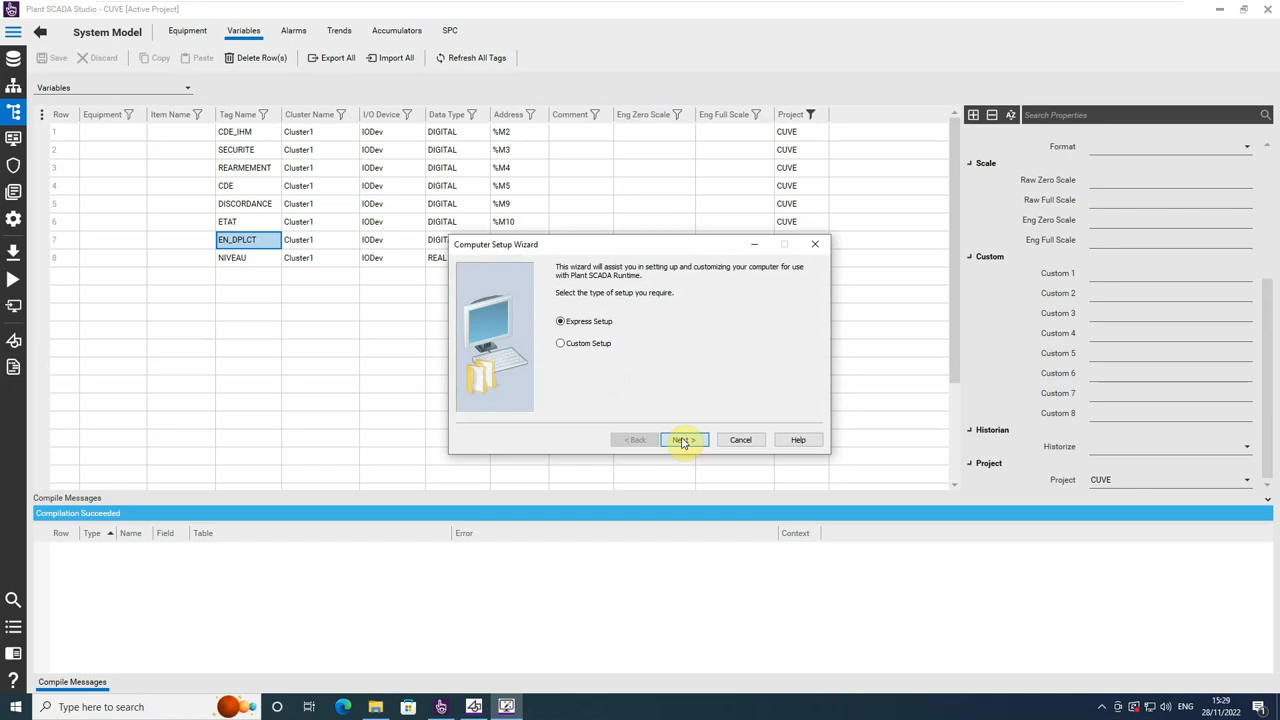 Plant SCADA Studio - CUVE [Active Project]
System Model
Equipment
Variables
Alarms
Trends
Accumulators
SPC
Save
Discard
Copy
Paste
Delete Row(s)
Export All
Import All
Refresh All Tags
Variables
Row Equipment Item Name Tag Name Cluster Name I/O Device Data Type Address Comment Eng Zero Scale Eng Full Scale Project
1 CDE_IHM Cluster1 IODev DIGITAL %M2 CUVE
2 SECURITE Cluster1 IODev DIGITAL %M3 CUVE
3 REARMEMENT Cluster1 IODev DIGITAL %M4 CUVE
4 CDE Cluster1 IODev DIGITAL %M5 CUVE
5 DISCORDANCE Cluster1 IODev DIGITAL %M9 CUVE
6 ETAT Cluster1 IODev DIGITAL %M10 CUVE
7 EN_DPLCT Cluster1 IODev DIGIT
8 NIVEAU Cluster1 IODev REAL
Search Properties
Format
Scale
Raw Zero Scale
Raw Full Scale
Eng Zero Scale
Eng Full Scale
Custom
Custom 1
Custom 2
Custom 3
Custom 4
Custom 5
Custom 6
Custom 7
Custom 8
Historian
Historize
Project
Project CUVE
Computer Setup Wizard
This wizard will assist you in setting up and customizing your computer for use
with Plant SCADA Runtime.
Select the type of setup you require.
Express Setup
Custom Setup
< Back
Next >
Cancel
Help
Compile Messages
Compilation Succeeded
Row Type Name Field Table Error Context
Compile Messages
Type here to search
ENG
15:29
28/11/2022